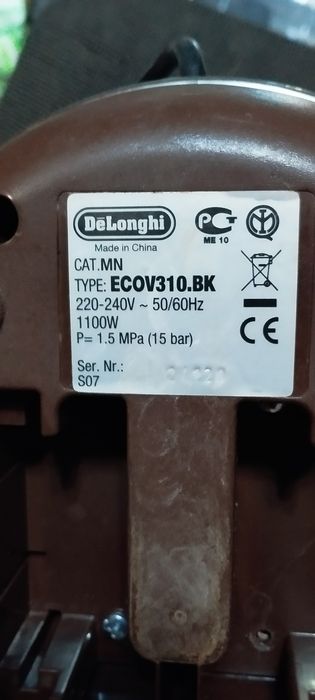 DeLonghi
Made in China
ME 10
CAT.MN
TYPE: ECOV310.BK
220-240V ~ 50/60Hz
1100W
P= 1.5 MPa (15 bar)
Ser. Nr.:
S07
CE